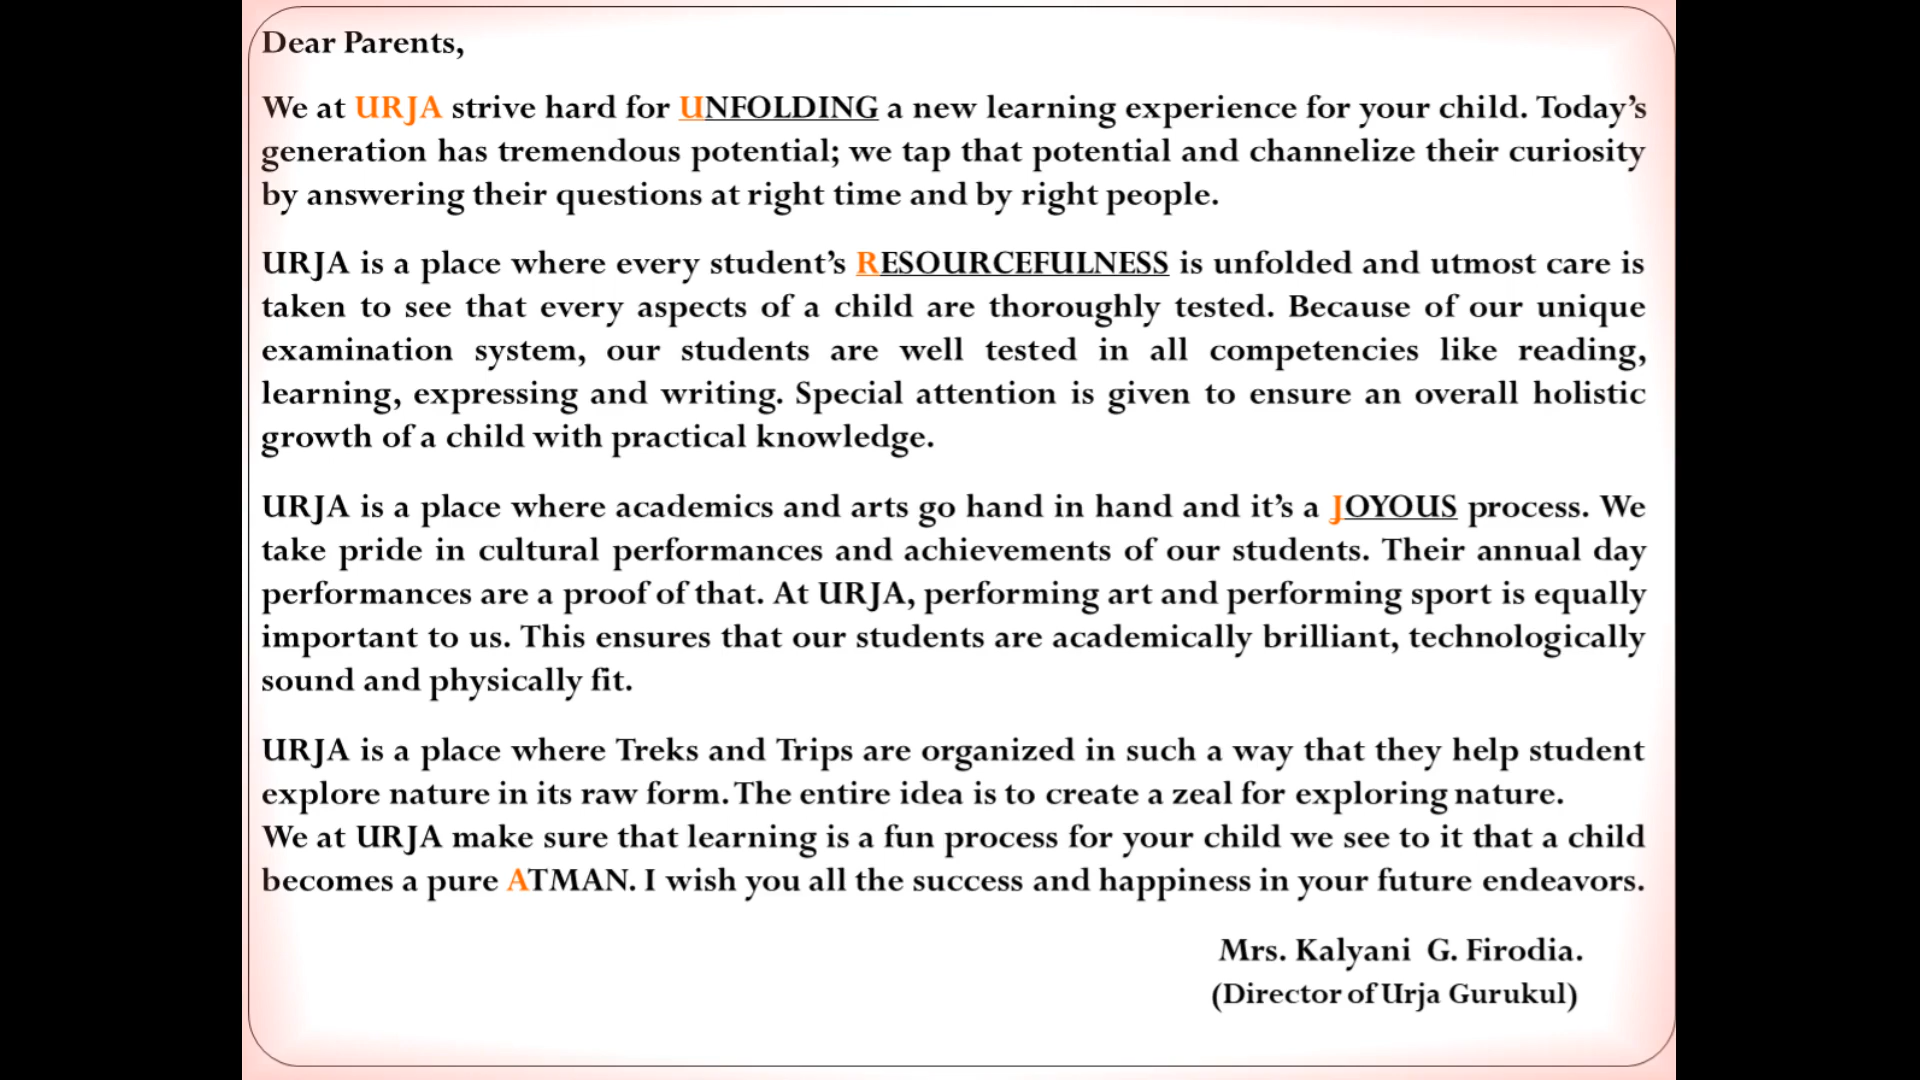 Dear Parents,
We at URJA strive hard for UNFOLDING a new learning experience for your child. Today’s
generation has tremendous potential; we tap that potential and channelize their curiosity
by answering their questions at right time and by right people.
URJA is a place where every student’s RESOURCEFULNESS is unfolded and utmost care is
taken to see that every aspects of a child are thoroughly tested. Because of our unique
examination system, our students are well tested in all competencies like reading,
learning, expressing and writing. Special attention is given to ensure an overall holistic
growth of a child with practical knowledge.
URJA is a place where academics and arts go hand in hand and it’s a JOYOUS process. We
take pride in cultural performances and achievements of our students. Their annual day
performances are a proof of that. At URJA, performing art and performing sport is equally
important to us. This ensures that our students are academically brilliant, technologically
sound and physically fit.
URJA is a place where Treks and Trips are organized in such a way that they help student
explore nature in its raw form. The entire idea is to create a zeal for exploring nature.
We at URJA make sure that learning is a fun process for your child we see to it that a child
becomes a pure ATMAN. I wish you all the success and happiness in your future endeavors.
Mrs. Kalyani G. Firodia.
(Director of Urja Gurukul)